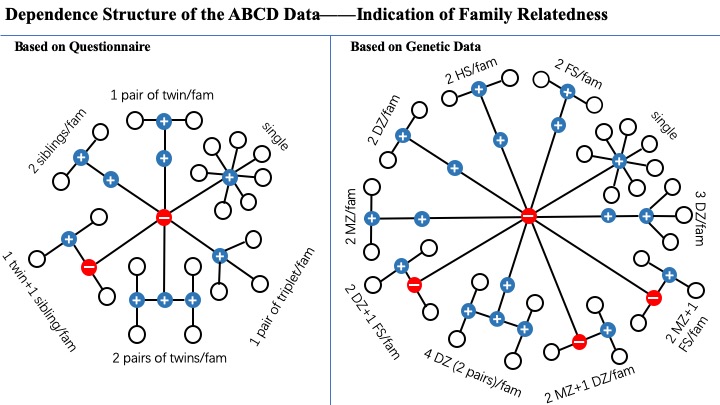 Dependence Structure of the ABCD Data——Indication of Family Relatedness
Based on Questionnaire
1 pair of twin/fam
2 siblings/fam
single
1 twin+1 sibling/fam
1 pair of triplet/fam
2 pairs of twins/fam
Based on Genetic Data
2 HS/fam
2 FS/fam
2 DZ/fam
single
2 MZ/fam
3 DZ/fam
2 DZ+1 FS/fam
4 DZ (2 pairs)/fam
2 MZ+1 DZ/fam
2 MZ+1
FS/fam